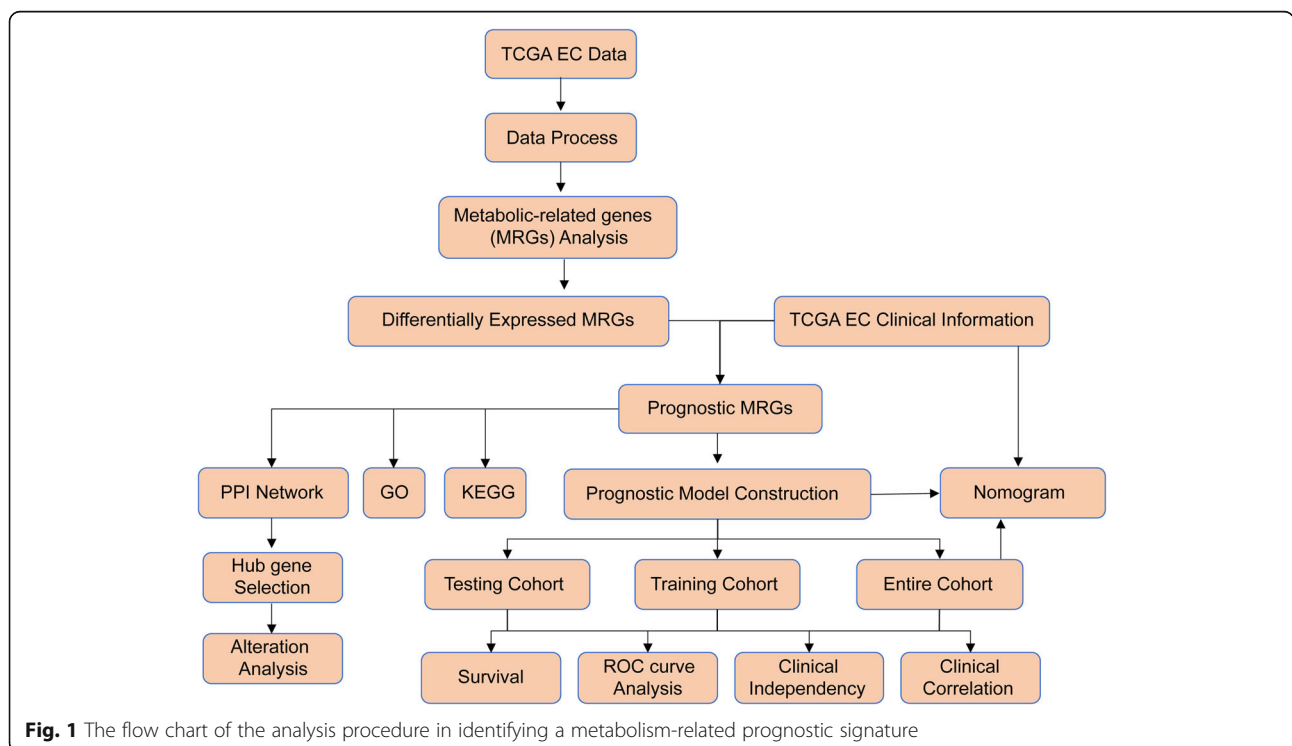 TCGA EC Data
Data Process
Metabolic-related genes
(MRGs) Analysis
Differentially Expressed MRGs
TCGA EC Clinical Information
Prognostic MRGs
PPI Network
GO
KEGG
Prognostic Model Construction
Nomogram
Hub gene
Selection
Testing Cohort
Training Cohort
Entire Cohort
Alteration
Analysis
Survival
ROC curve
Analysis
Clinical
Independency
Clinical
Correlation
Fig. 1 The flow chart of the analysis procedure in identifying a metabolism-related prognostic signature